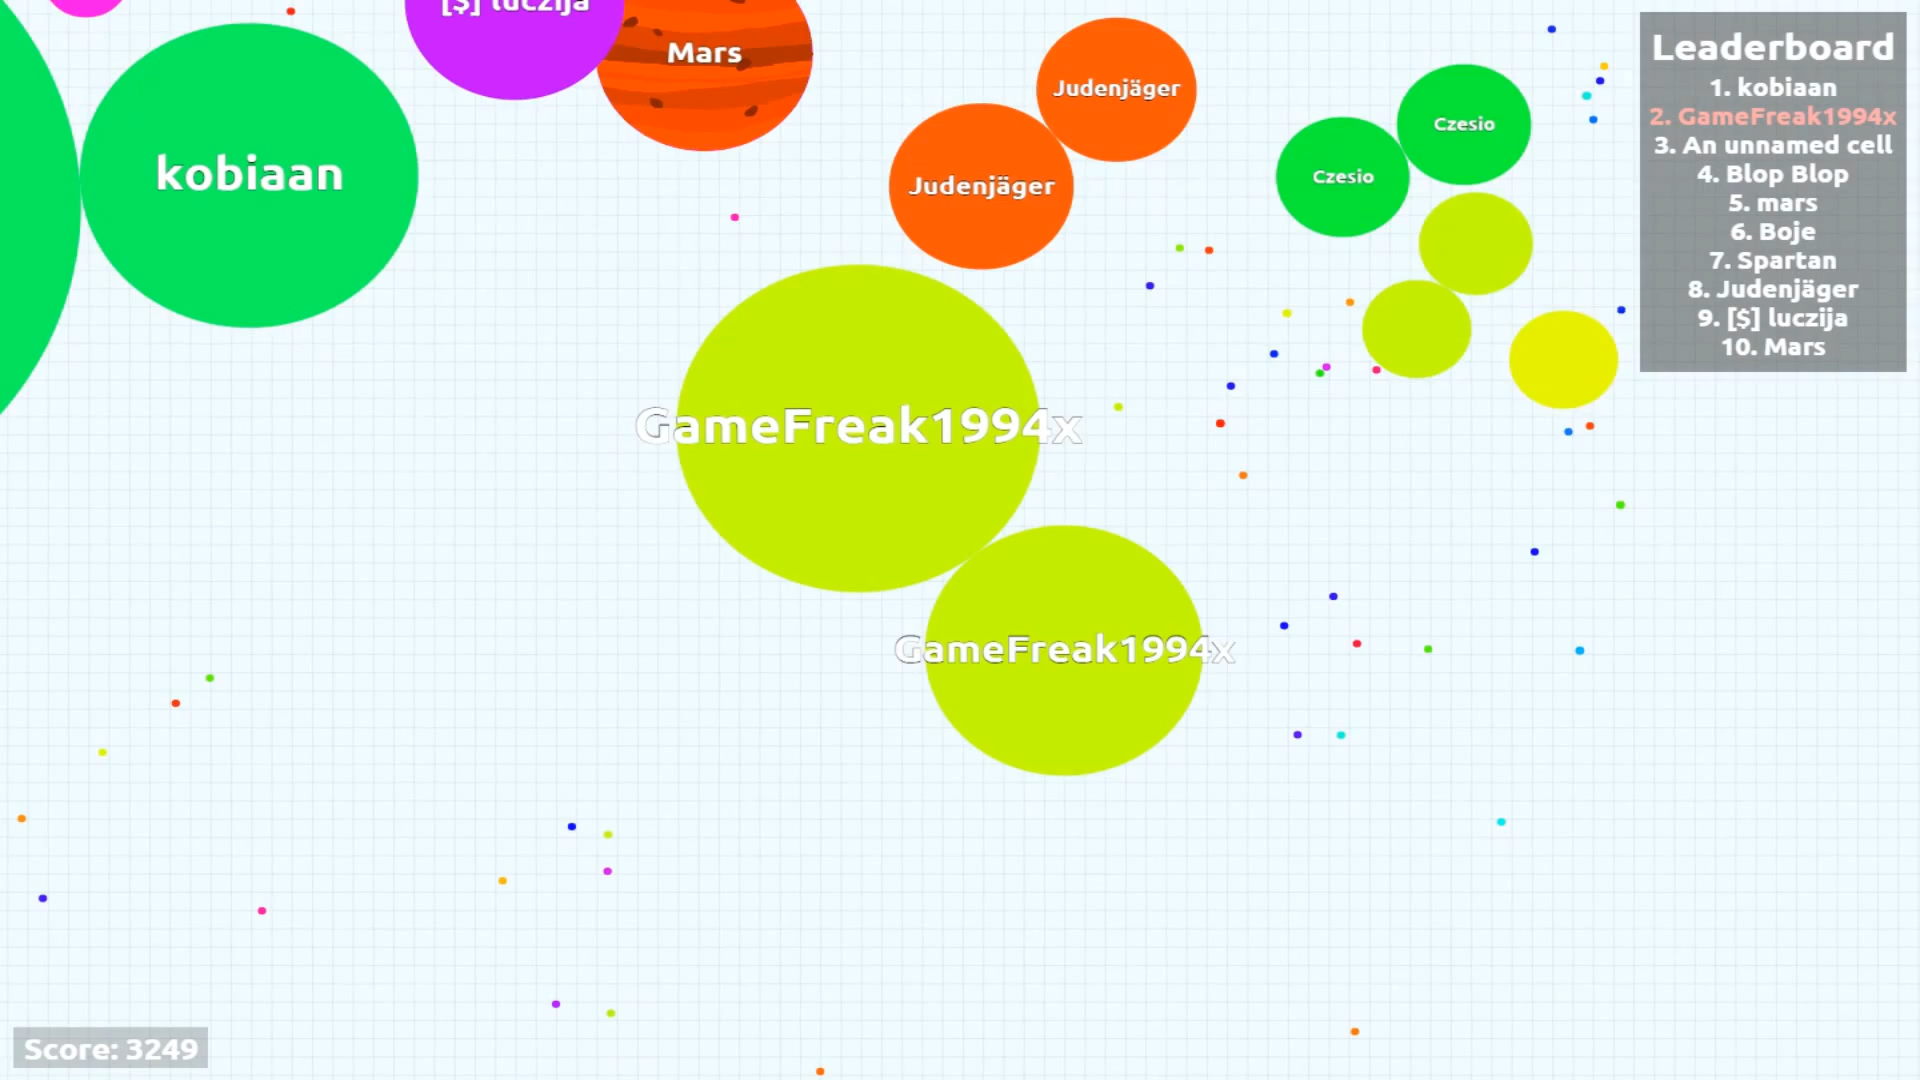 [$] luczija
Mars
Judenjäger
Czesio
kobiaan
Czesio
Judenjäger
GameFreak1994x
GameFreak1994x
Leaderboard
1. kobiaan
2. GameFreak1994x
3. An unnamed cell
4. Blop Blop
5. mars
6. Boje
7. Spartan
8. Judenjäger
9. [$] luczija
10. Mars
Score: 3249